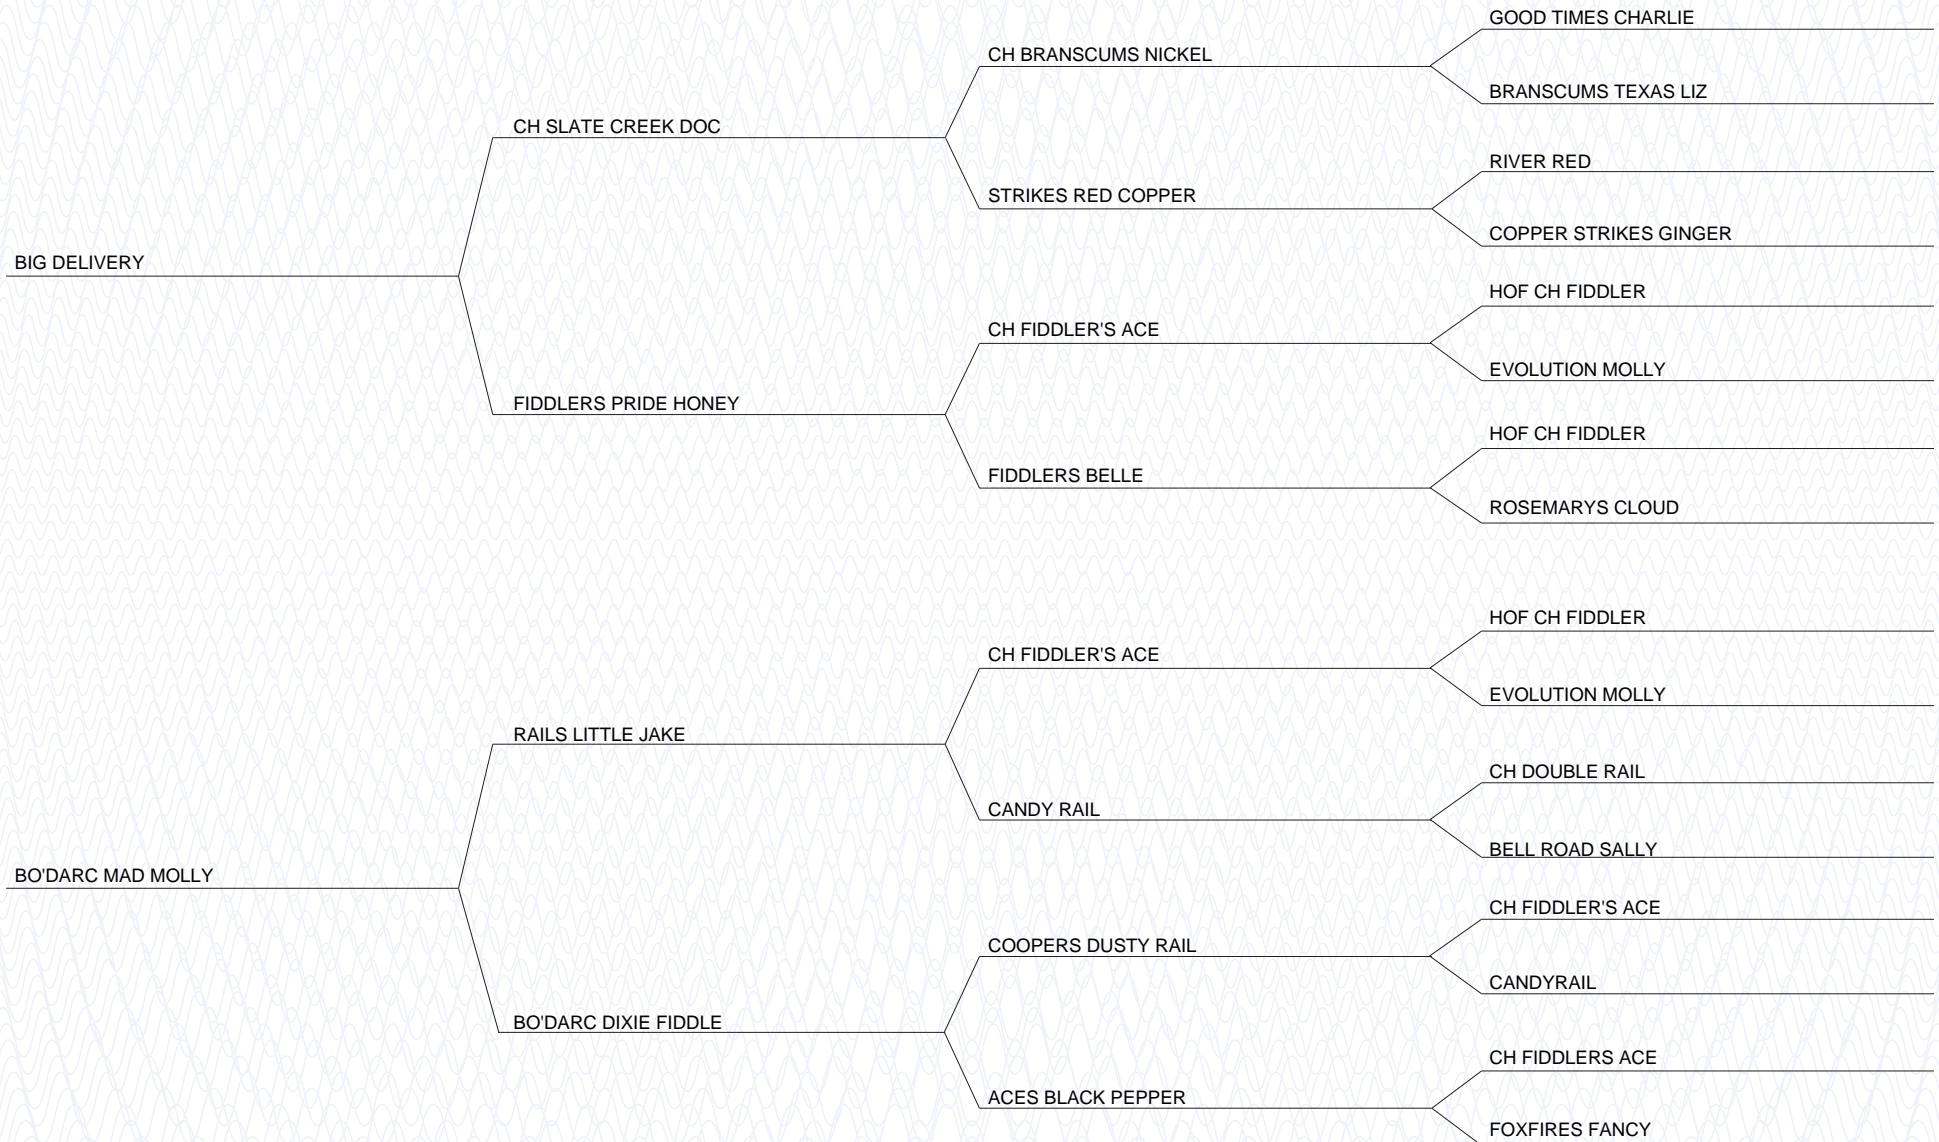 GOOD TIMES CHARLIE
CH BRANSCUMS NICKEL
BRANSCUMS TEXAS LIZ
CH SLATE CREEK DOC
RIVER RED
STRIKES RED COPPER
COPPER STRIKES GINGER
BIG DELIVERY
HOF CH FIDDLER
CH FIDDLER'S ACE
EVOLUTION MOLLY
FIDDLERS PRIDE HONEY
HOF CH FIDDLER
FIDDLERS BELLE
ROSEMARYS CLOUD
HOF CH FIDDLER
CH FIDDLER'S ACE
EVOLUTION MOLLY
RAILS LITTLE JAKE
CH DOUBLE RAIL
CANDY RAIL
BELL ROAD SALLY
BO'DARC MAD MOLLY
CH FIDDLER'S ACE
COOPERS DUSTY RAIL
CANDYRAIL
BO'DARC DIXIE FIDDLE
CH FIDDLERS ACE
ACES BLACK PEPPER
FOXFIRES FANCY